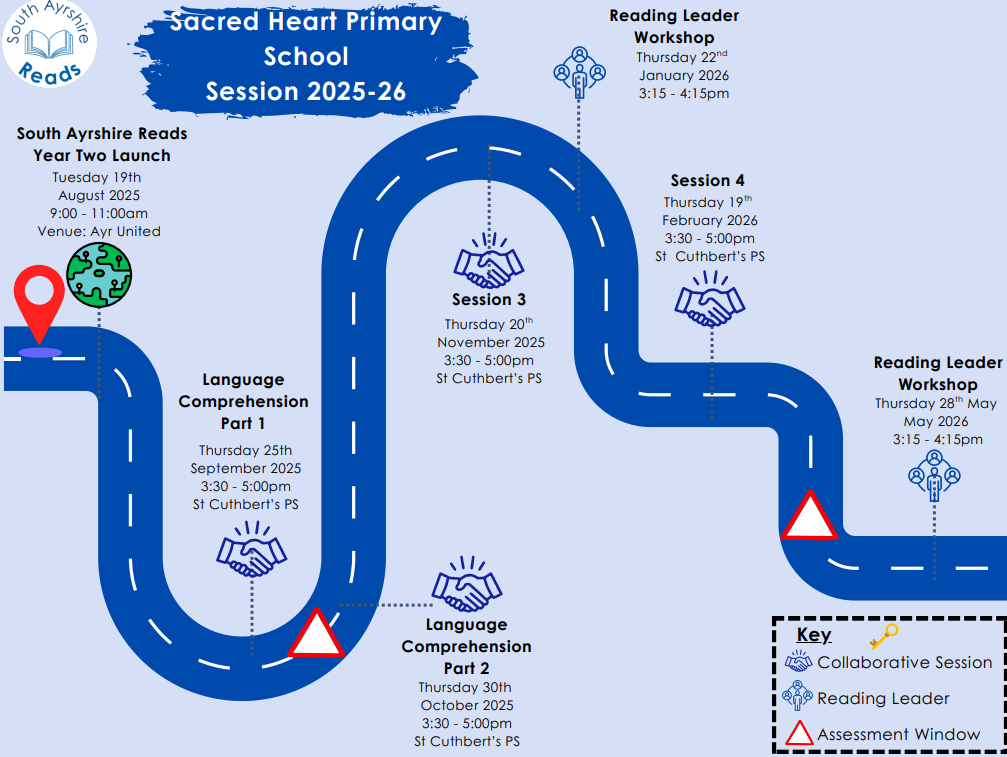 South Ayrshire
Reads
Sacred Heart Primary
School
Session 2025-26
Reading Leader
Workshop
Thursday 22nd
January 2026
3:15 - 4:15pm
South Ayrshire Reads
Year Two Launch
Tuesday 19th
August 2025
9:00 - 11:00am
Venue: Ayr United
Session 4
Thursday 19th
February 2026
3:30 - 5:00pm
St Cuthbert's PS
Session 3
Thursday 20th
November 2025
3:30 - 5:00pm
St Cuthbert's PS
Language
Comprehension
Part 1
Thursday 25th
September 2025
3:30 - 5:00pm
St Cuthbert's PS
Reading Leader
Workshop
Thursday 28th May
May 2026
3:15 - 4:15pm
Language
Comprehension
Part 2
Thursday 30th
October 2025
3:30 - 5:00pm
St Cuthbert's PS
Key
Collaborative Session
Reading Leader
Assessment Window